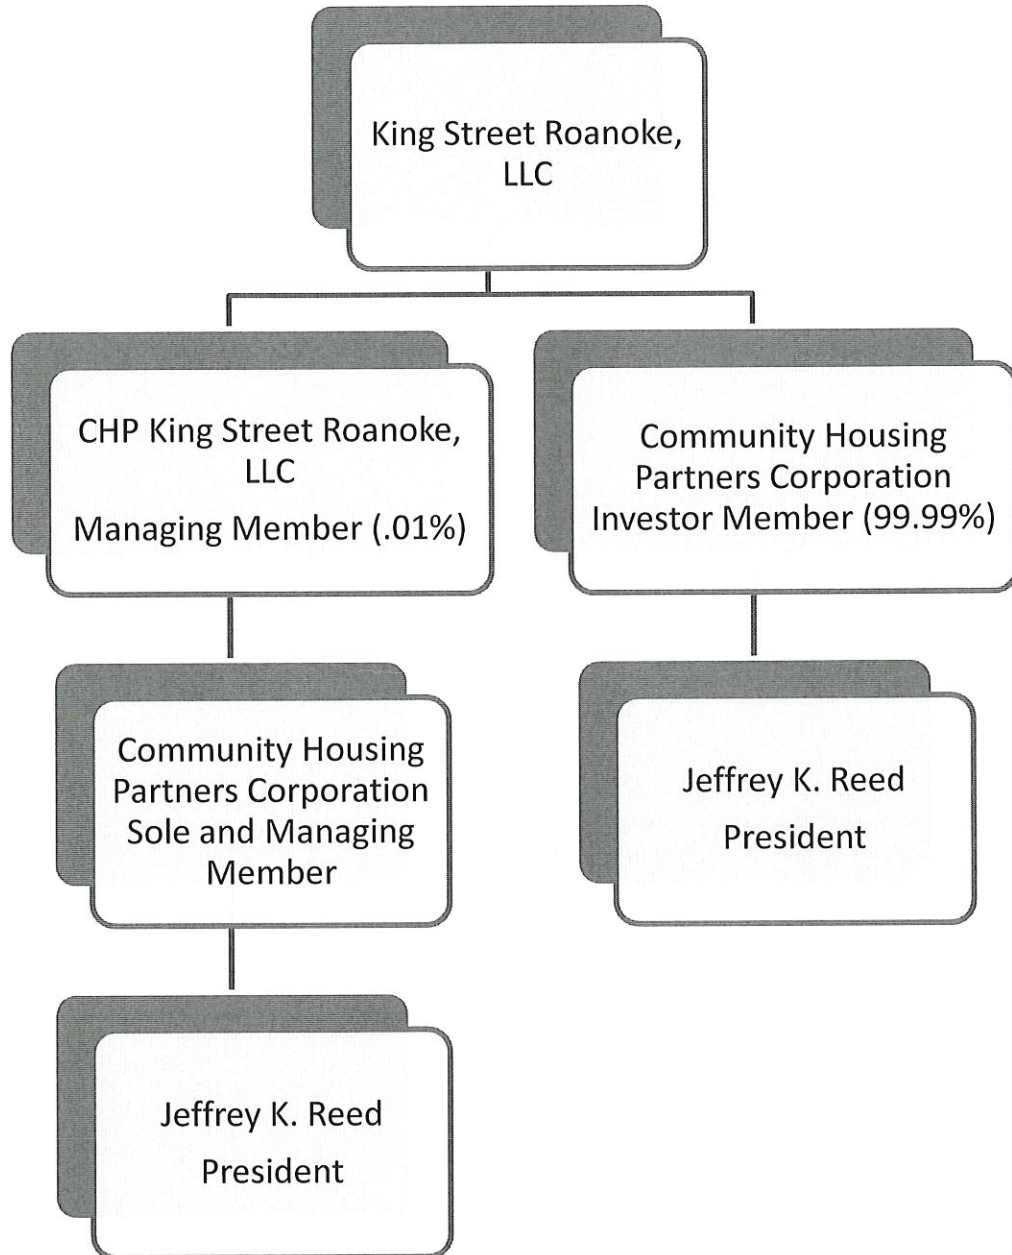 King Street Roanoke,
LLC
CHP King Street Roanoke,
LLC
Managing Member (.01%)
Community Housing
Partners Corporation
Investor Member (99.99%)
Community Housing
Partners Corporation
Sole and Managing
Member
Jeffrey K. Reed
President
Jeffrey K. Reed
President